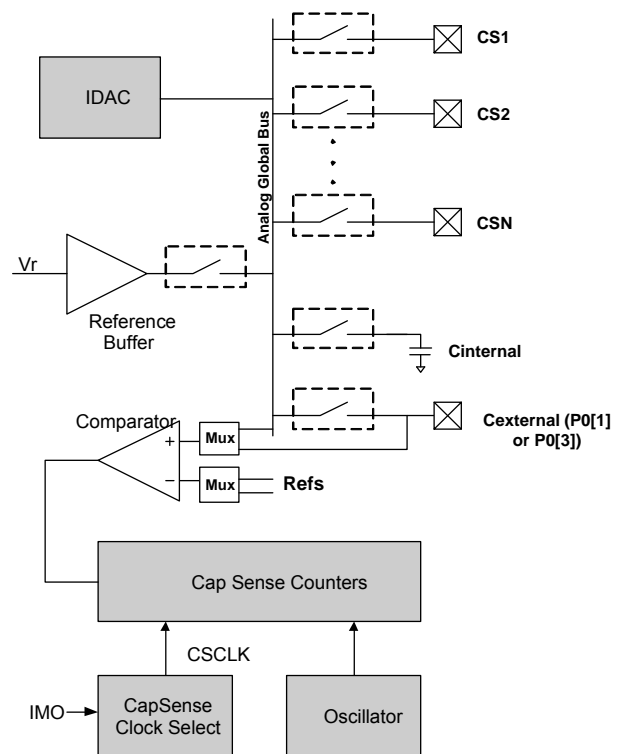 CS1
IDAC
CS2
Analog Global Bus
CSN
Vr
Reference
Buffer
Cinternal
Comparator
Cexternal (P0[1]
or P0[3])
+
Mux
−
Mux
Refs
Cap Sense Counters
CSCLK
IMO
CapSense
Clock Select
Oscillator